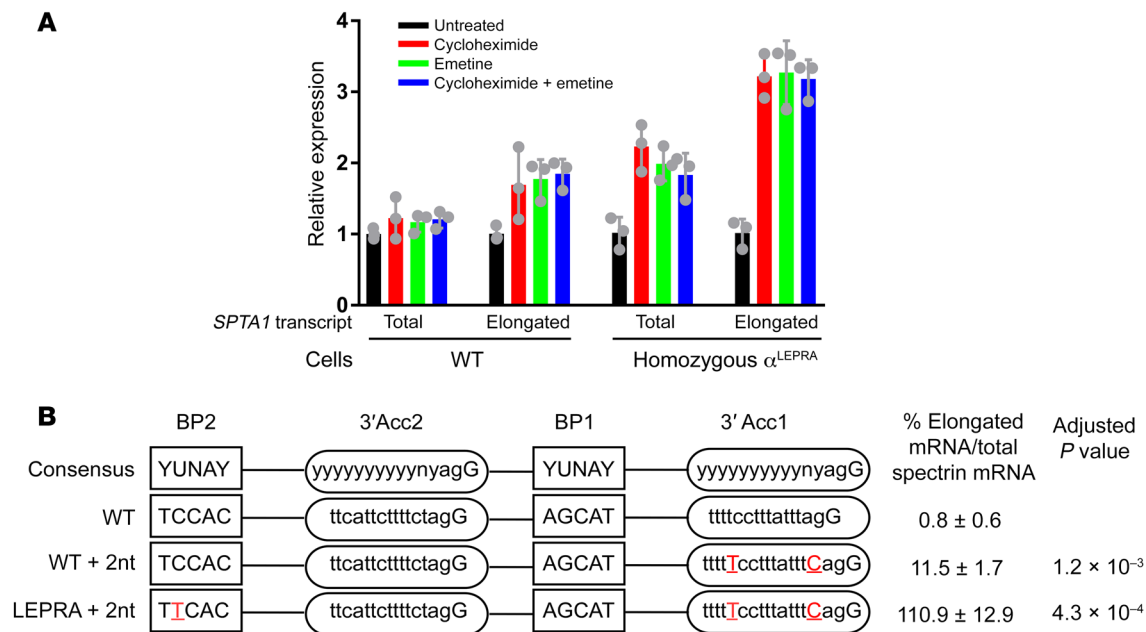 A
Untreated
Cycloheximide
Emetine
Cycloheximide + emetine
Relative expression
4
3
2
1
0
SPTA1 transcript Total Elongated Total Elongated
Cells WT Homozygous α^LEPRA
B
BP2 3′Acc2 BP1 3′ Acc1 % Elongated mRNA/total spectrin mRNA Adjusted P value
Consensus YUNAY yyyyyyyyyynyagG YUNAY yyyyyyyyyynyagG
WT TCCAC ttcattcttttctagG AGCAT ttttcctttatttagG 0.8 ± 0.6
WT + 2nt TCCAC ttcattcttttctagG AGCAT ttttTcctttatttCagG 11.5 ± 1.7 1.2 × 10⁻³
LEPRA + 2nt TTCAC ttcattcttttctagG AGCAT ttttTcctttatttCagG 110.9 ± 12.9 4.3 × 10⁻⁴